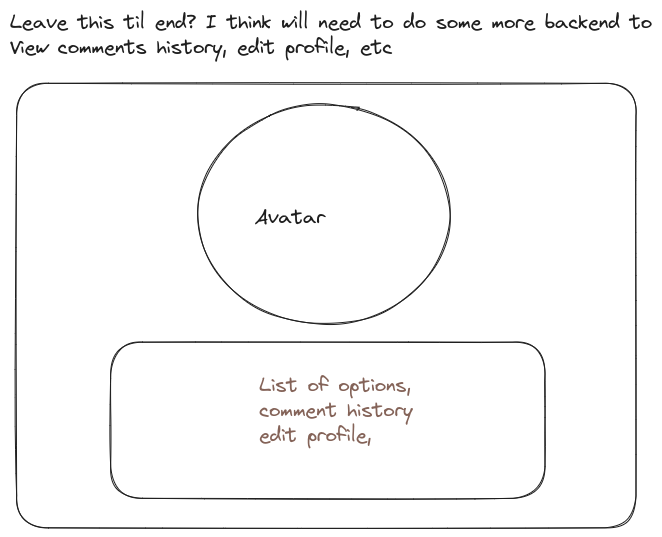 Leave this til end? I think will need to do some more backend to
View comments history, edit profile, etc
Avatar
List of options,
comment history
edit profile,